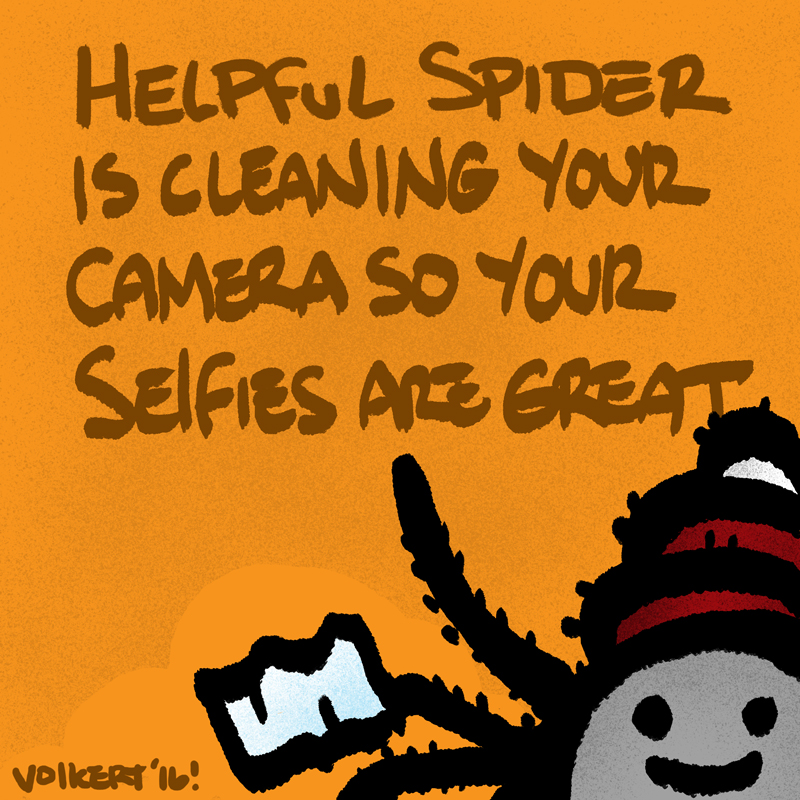 HELPFUL SPIDER
IS CLEANING YOUR
CAMERA SO YOUR
SElFiES ARE GREAT
VOlKERT '16!